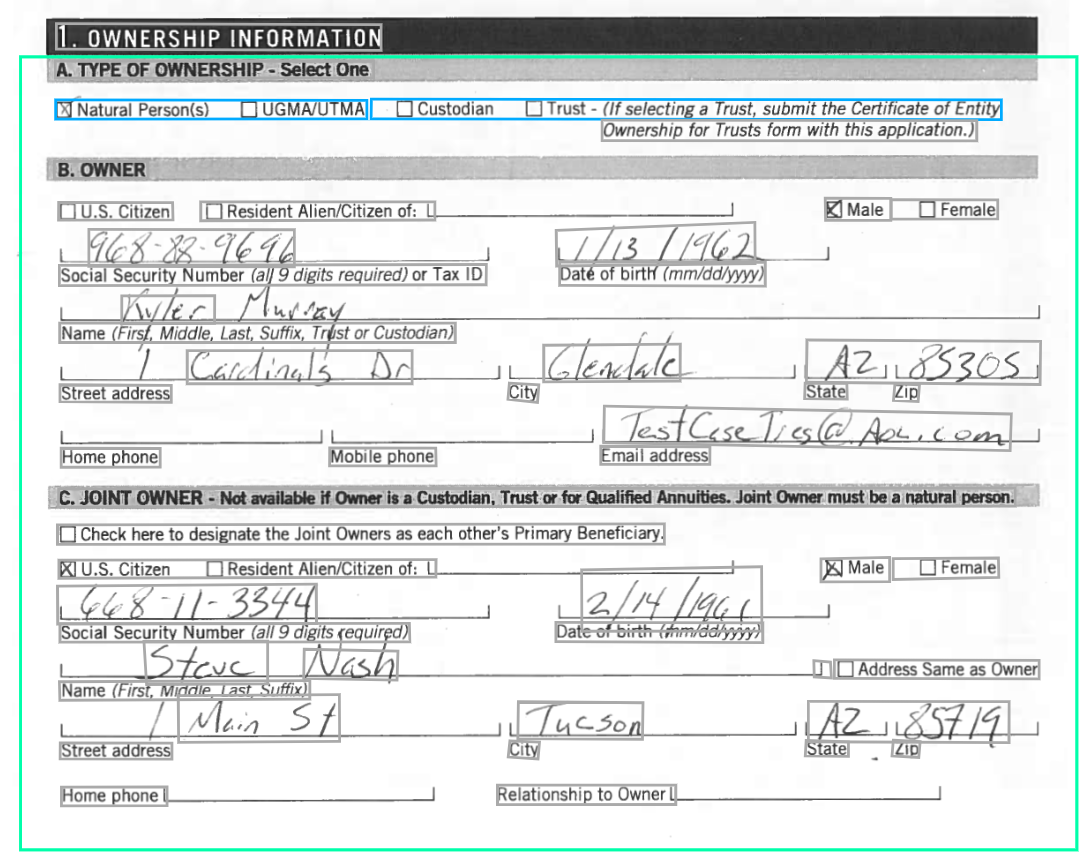 1. OWNERSHIP INFORMATION
A. TYPE OF OWNERSHIP - Select One
☒ Natural Person(s) ☐ UGMA/UTMA ☐ Custodian ☐ Trust - (If selecting a Trust, submit the Certificate of Entity
Ownership for Trusts form with this application.)
B. OWNER
☐ U.S. Citizen ☐ Resident Alien/Citizen of: ☒ Male ☐ Female
968-88-9696 1/13/1962
Social Security Number (all 9 digits required) or Tax ID Date of birth (mm/dd/yyyy)
Kyler Murray
Name (First, Middle, Last, Suffix, Trust or Custodian)
1 Cardinals Dr Glendale AZ 85305
Street address City State Zip
TestCaseTies@AOL.com
Home phone Mobile phone Email address
C. JOINT OWNER - Not available if Owner is a Custodian, Trust or for Qualified Annuities. Joint Owner must be a natural person.
☐ Check here to designate the Joint Owners as each other's Primary Beneficiary.
☒ U.S. Citizen ☐ Resident Alien/Citizen of: ☒ Male ☐ Female
668-11-3344 2/14/1961
Social Security Number (all 9 digits required) Date of birth (mm/dd/yyyy)
Steve Nash ☐ Address Same as Owner
Name (First, Middle, Last, Suffix)
1 Main St Tucson AZ 85719
Street address City State Zip
Home phone Relationship to Owner